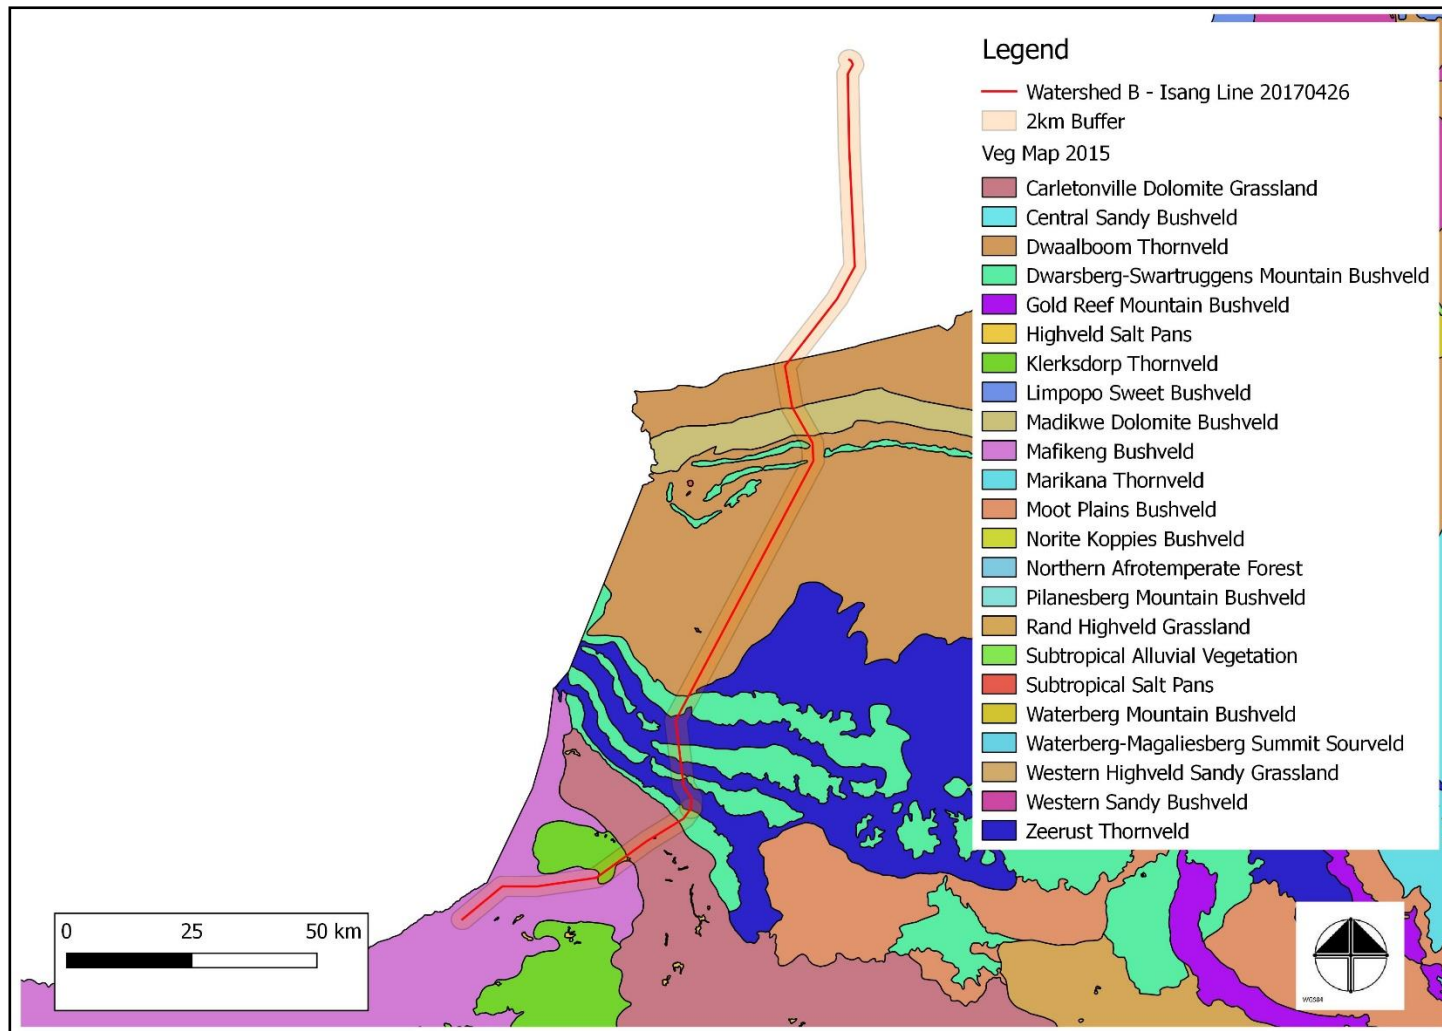 Legend
Watershed B - Isang Line 20170426
2km Buffer
Veg Map 2015
Carletonville Dolomite Grassland
Central Sandy Bushveld
Dwaalboom Thornveld
Dwarsberg-Swartruggens Mountain Bushveld
Gold Reef Mountain Bushveld
Highveld Salt Pans
Klerksdorp Thornveld
Limpopo Sweet Bushveld
Madikwe Dolomite Bushveld
Mafikeng Bushveld
Marikana Thornveld
Moot Plains Bushveld
Norite Koppies Bushveld
Northern Afrotemperate Forest
Pilanesberg Mountain Bushveld
Rand Highveld Grassland
Subtropical Alluvial Vegetation
Subtropical Salt Pans
Waterberg Mountain Bushveld
Waterberg-Magaliesberg Summit Sourveld
Western Highveld Sandy Grassland
Western Sandy Bushveld
Zeerust Thornveld
0 25 50 km
WGS84